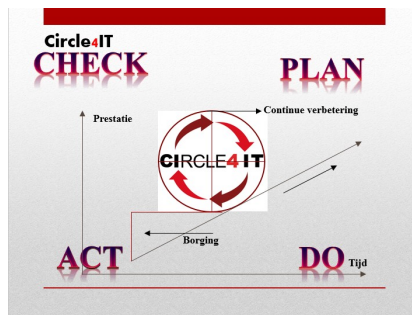 Circle4IT
CHECK
PLAN
Prestatie
Continue verbetering
CIRCLE4IT
Borging
ACT
DO
Tijd